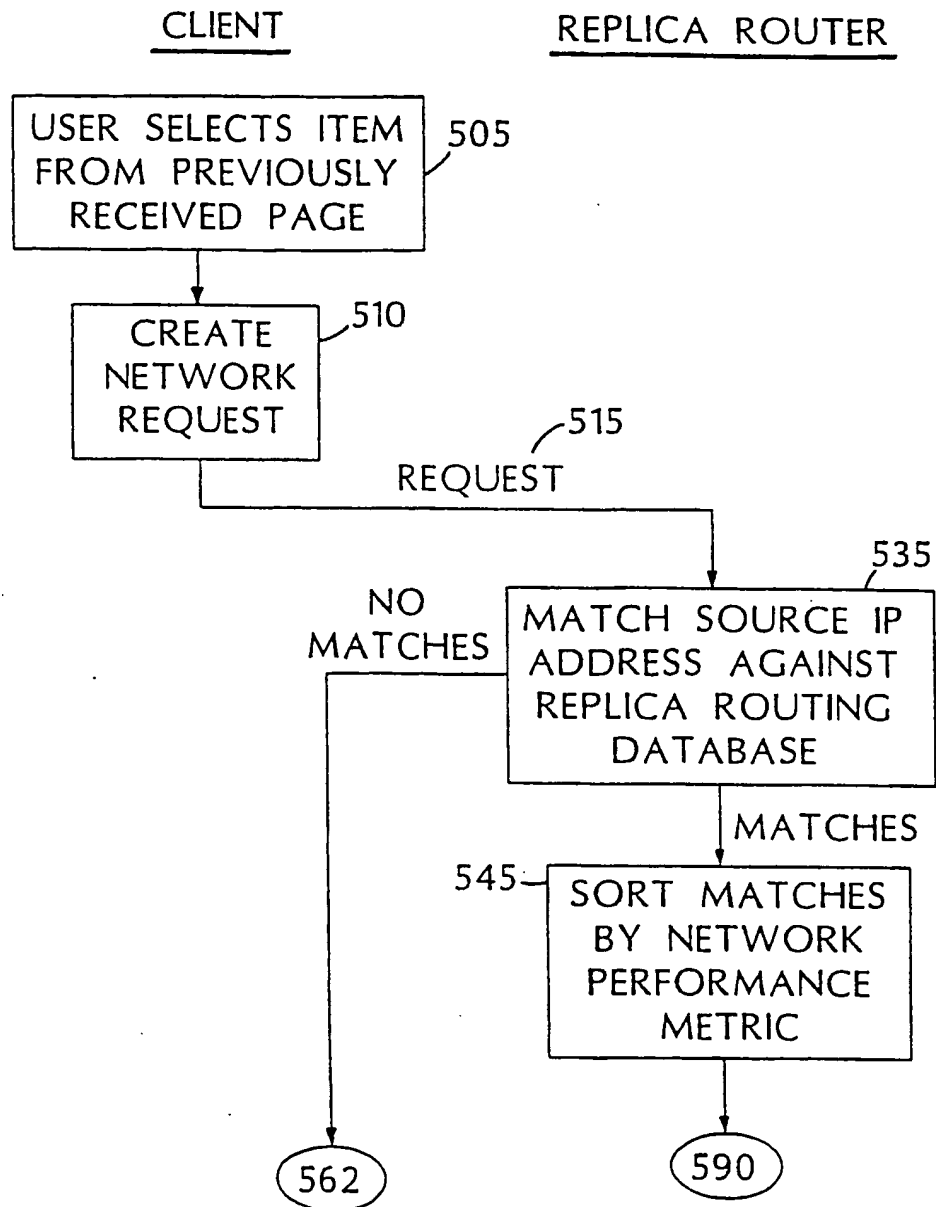 CLIENT
REPLICA ROUTER
USER SELECTS ITEM
FROM PREVIOUSLY
RECEIVED PAGE
505
CREATE
NETWORK
REQUEST
510
515
REQUEST
535
NO
MATCHES
MATCH SOURCE IP
ADDRESS AGAINST
REPLICA ROUTING
DATABASE
MATCHES
545
SORT MATCHES
BY NETWORK
PERFORMANCE
METRIC
562
590